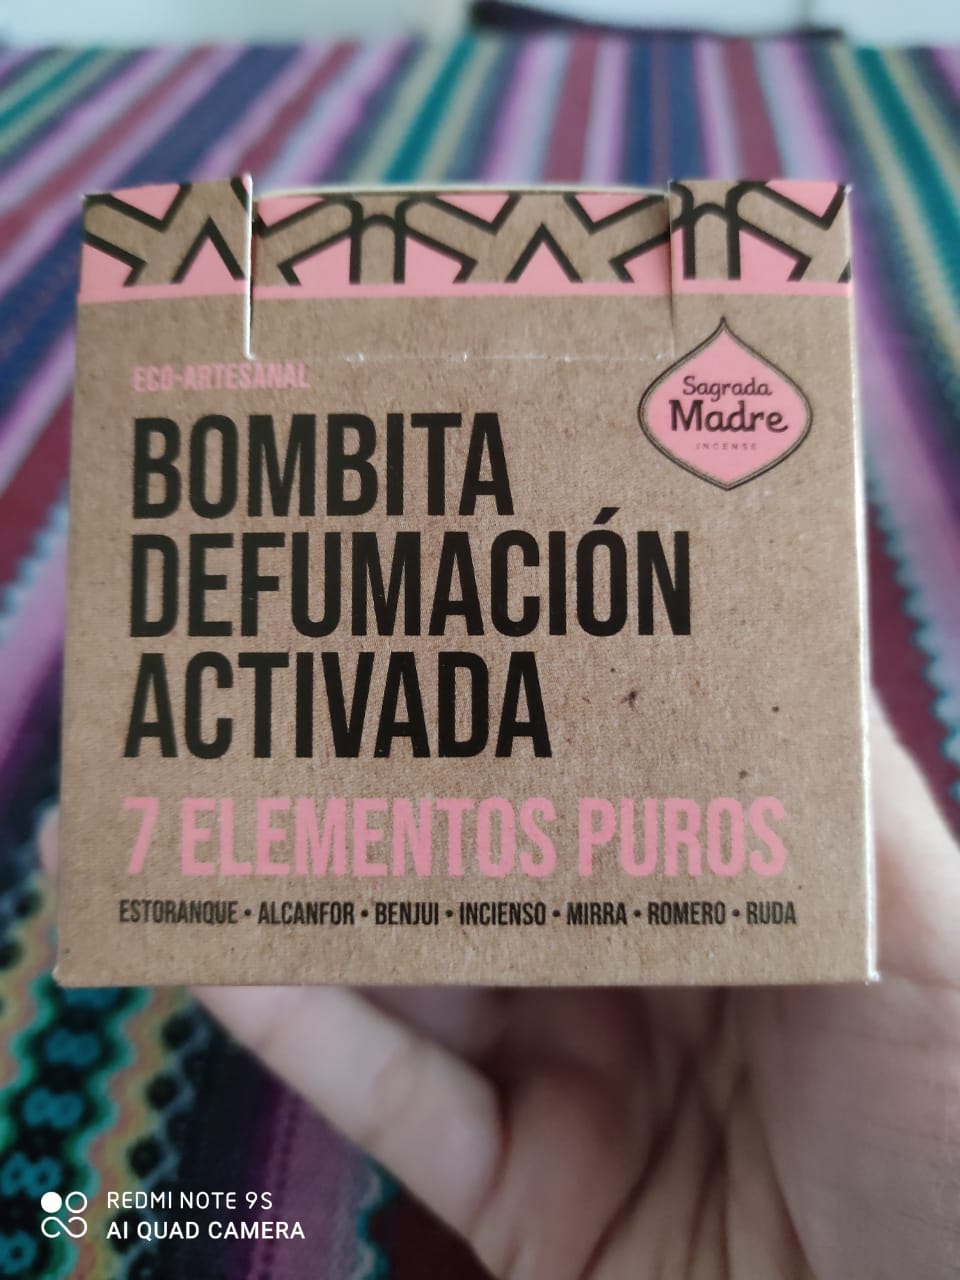 ECO-ARTESANAL
Sagrada
Madre
INCENSE
BOMBITA
DEFUMACIÓN
ACTIVADA
7 ELEMENTOS PUROS
ESTORANQUE • ALCANFOR • BENJUI • INCIENSO • MIRRA • ROMERO • RUDA
REDMI NOTE 9S
AI QUAD CAMERA